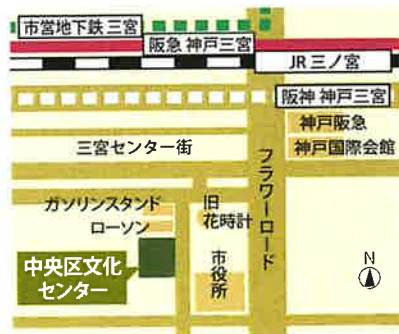 市営地下鉄 三宮
阪急 神戸三宮
JR 三ノ宮
阪神 神戸三宮
神戸阪急
三宮センター街
神戸国際会館
フラワーロード
ガソリンスタンド
ローソン
旧
花時計
中央区文化
センター
市役所
N